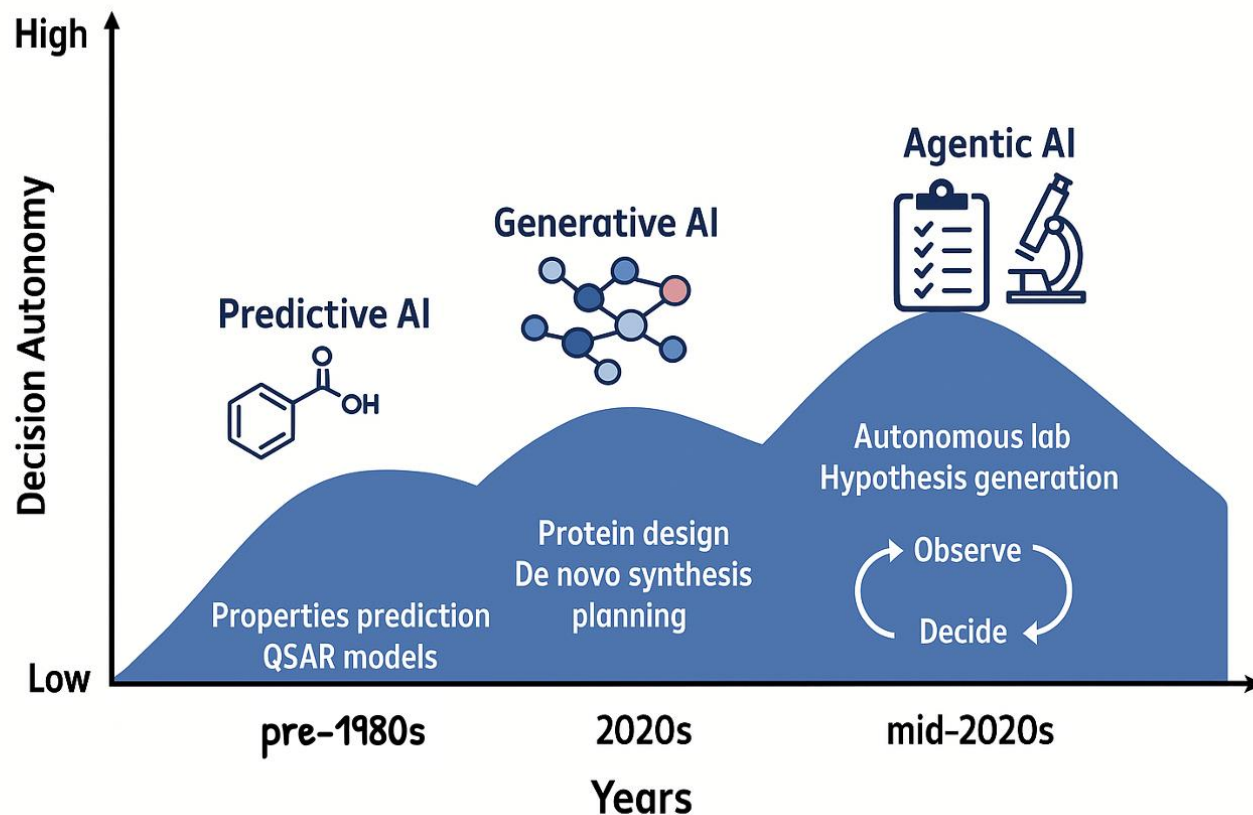 High
Agentic AI
Generative AI
Predictive AI
OH
O
Decision Autonomy
Autonomous lab
Hypothesis generation
Protein design
De novo synthesis
planning
Observe
Decide
Properties prediction
QSAR models
Low
pre-1980s
2020s
mid-2020s
Years